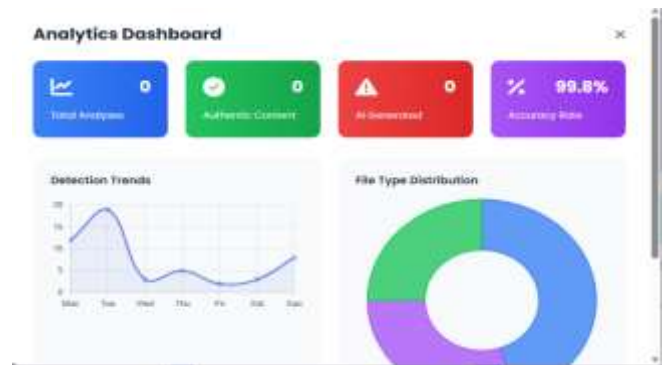 Analytics Dashboard ×
0
Total Analyses
0
Authentic Content
0
AI Generated
99.8%
Accuracy Rate
Detection Trends
20
15
10
5
0
Mon Tue Wed Thu Fri Sat Sun
File Type Distribution